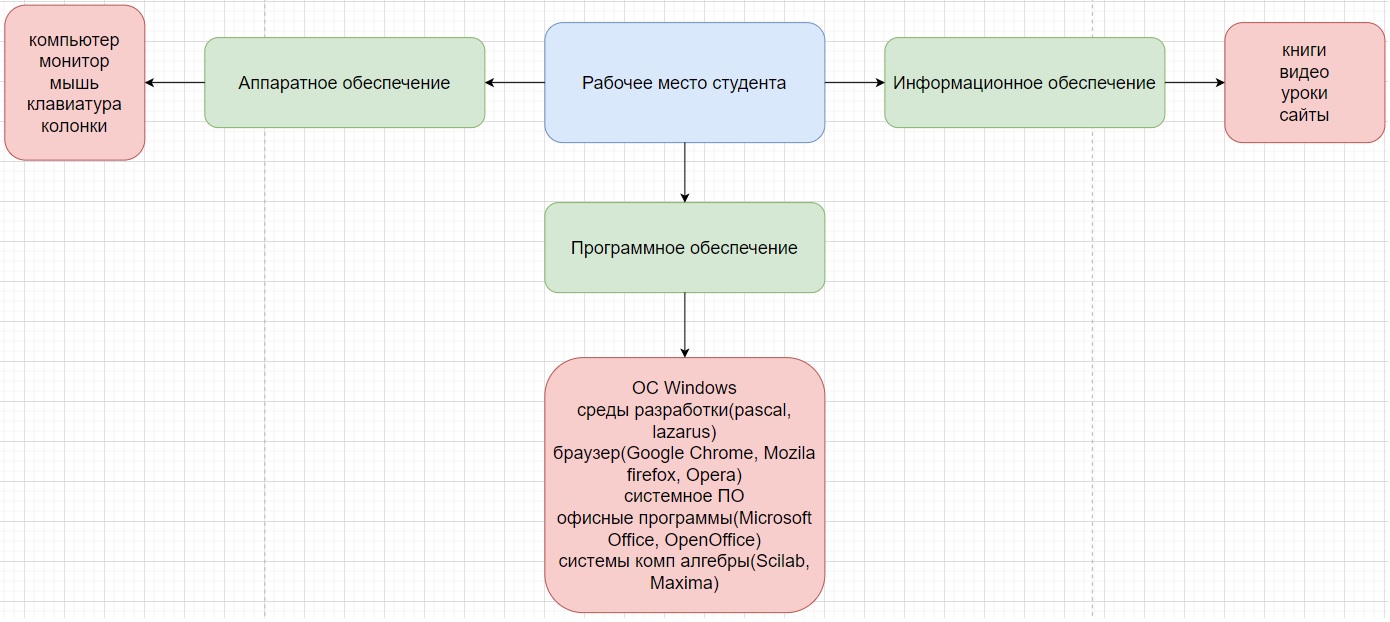 компьютер
монитор
мышь
клавиатура
колонки
Аппаратное обеспечение
Рабочее место студента
Информационное обеспечение
книги
видео
уроки
сайты
Программное обеспечение
ОС Windows
среды разработки(pascal,
lazarus)
браузер(Google Chrome, Mozila
firefox, Opera)
системное ПО
офисные программы(Microsoft
Office, OpenOffice)
системы комп алгебры(Scilab,
Maxima)